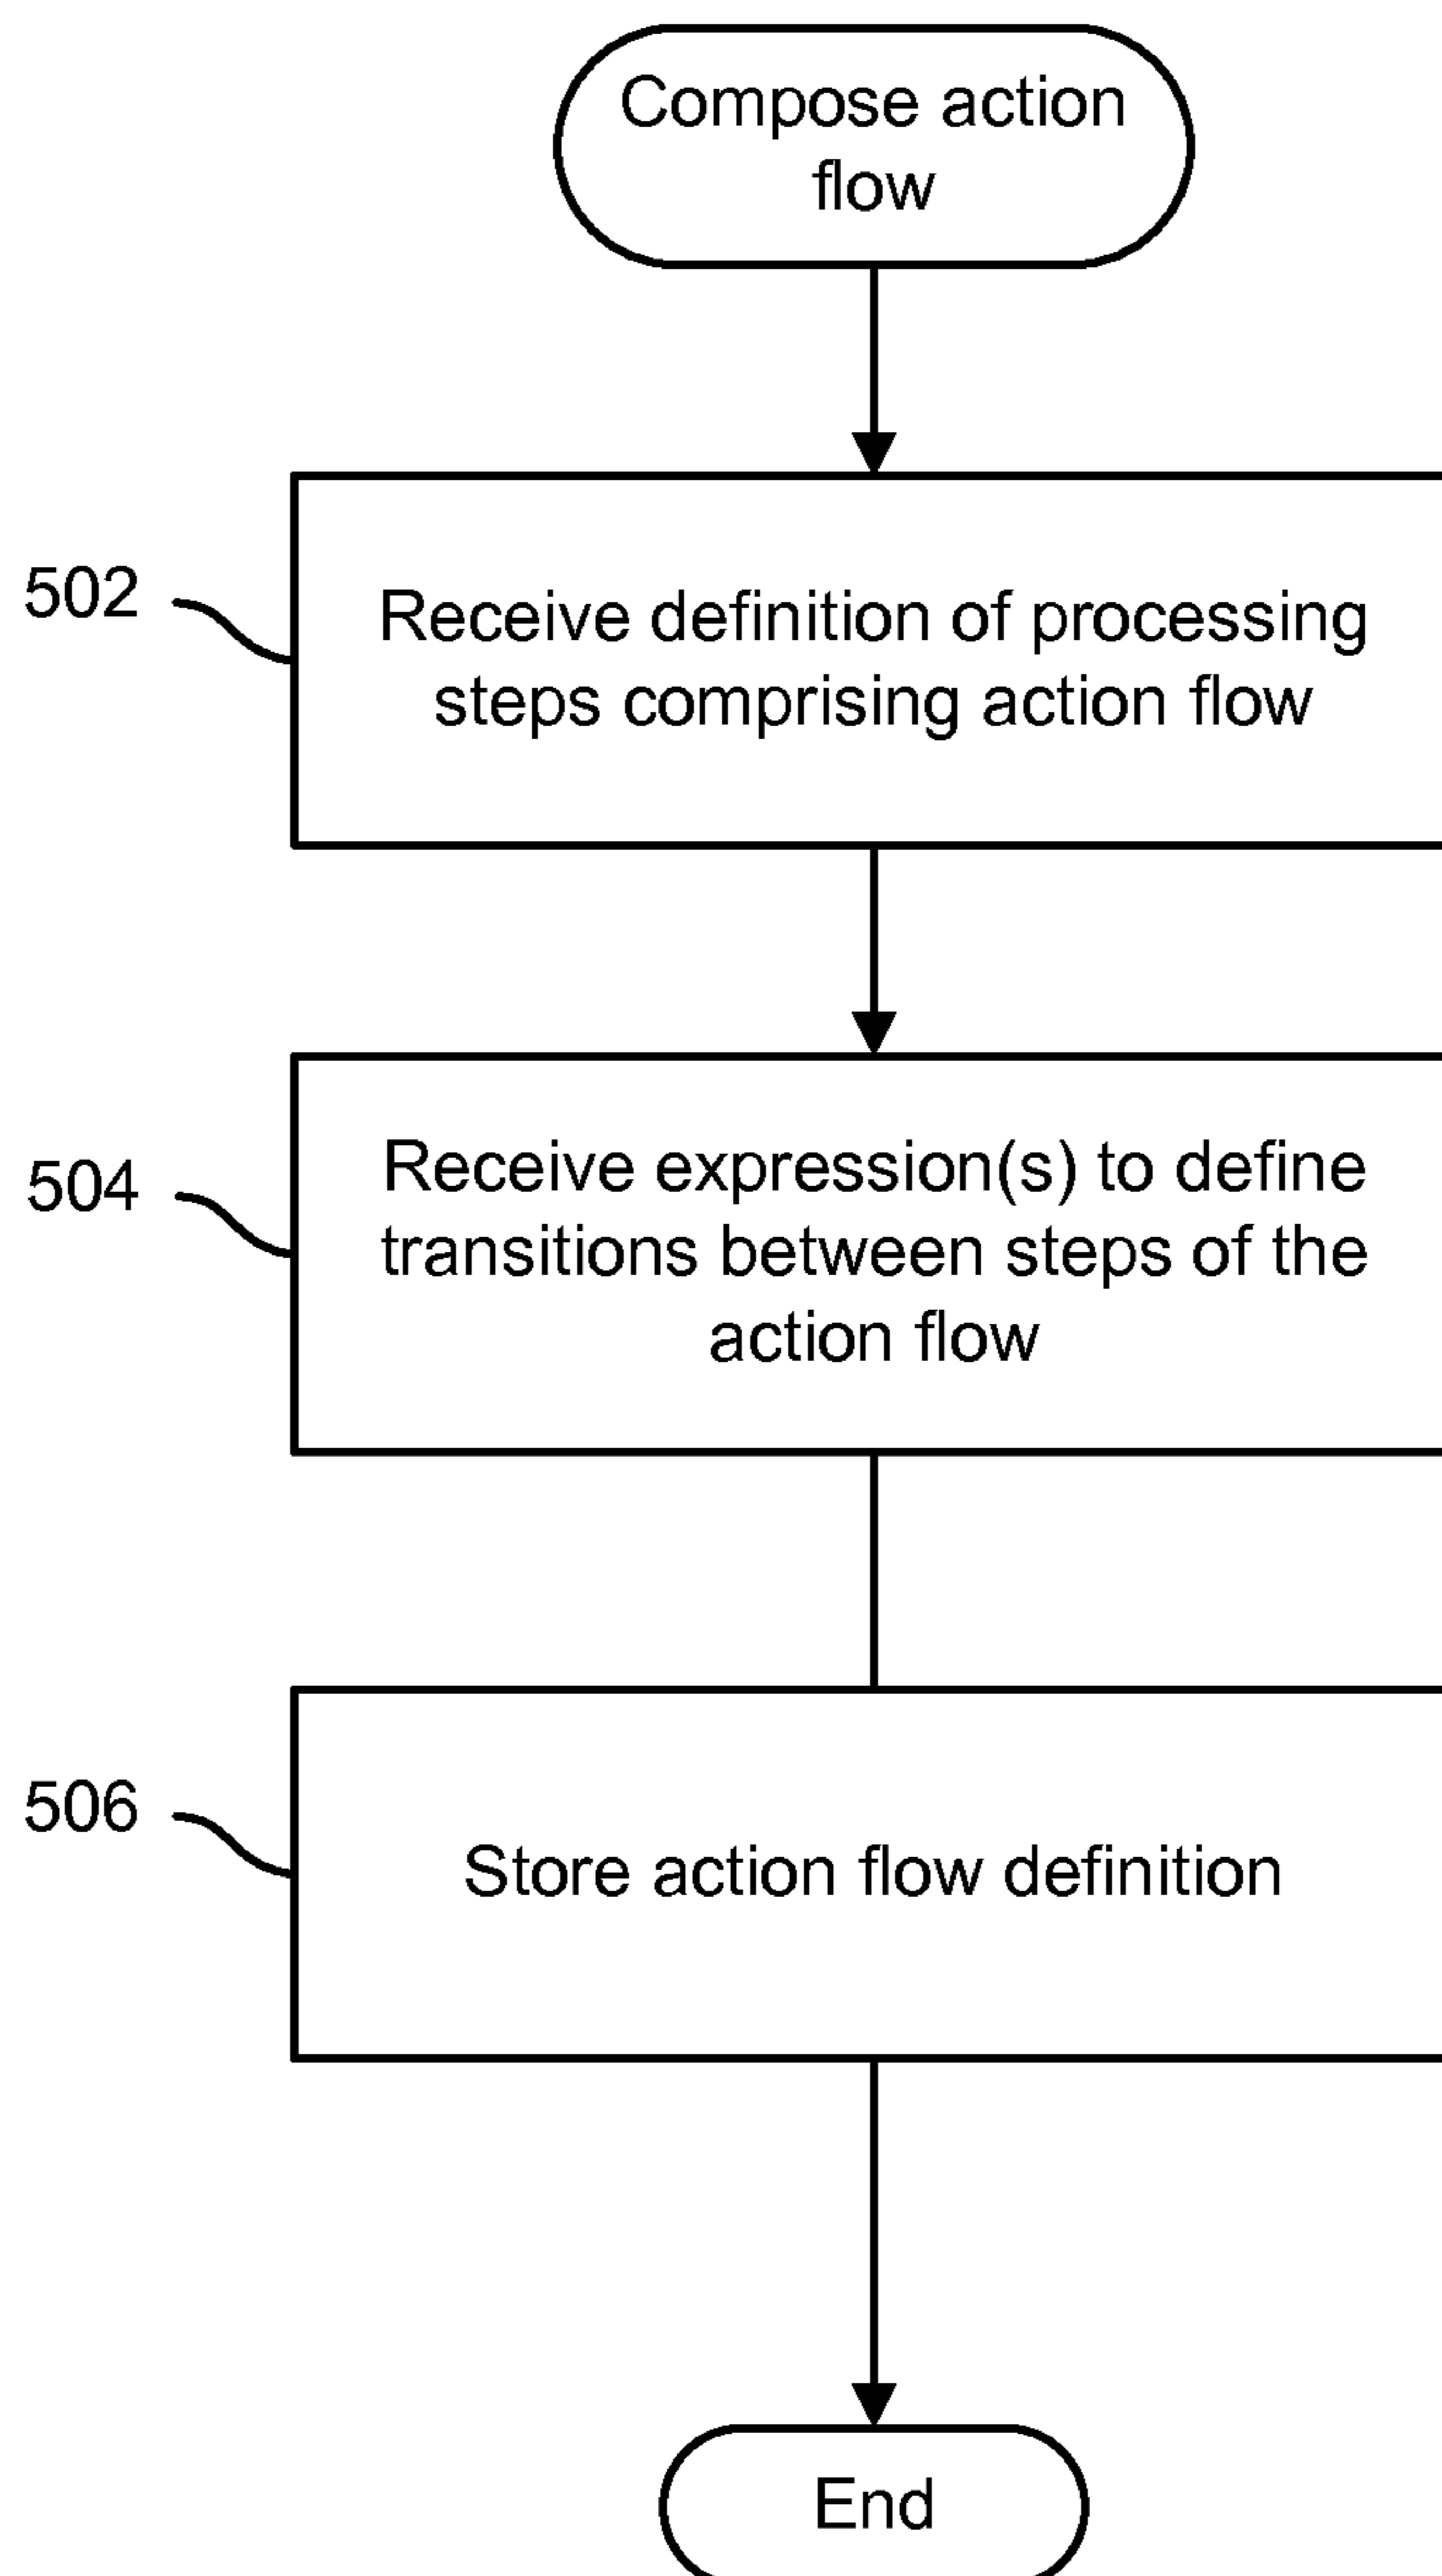 Compose action
flow
502
Receive definition of processing
steps comprising action flow
504
Receive expression(s) to define
transitions between steps of the
action flow
506
Store action flow definition
End